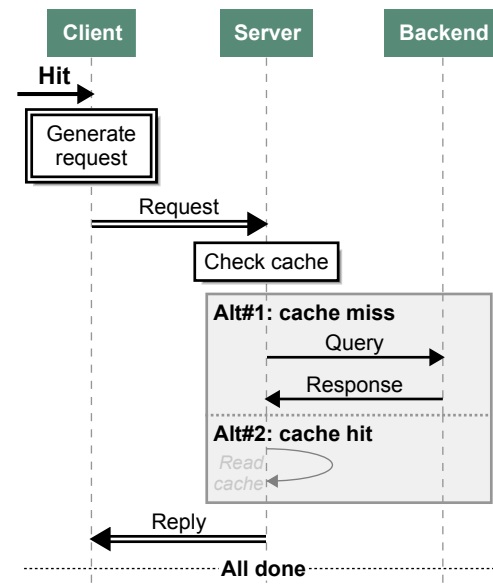 Client
Server
Backend
Hit
Generate
request
Request
Check cache
Alt#1: cache miss
Query
Response
Alt#2: cache hit
Read
cache
Reply
All done